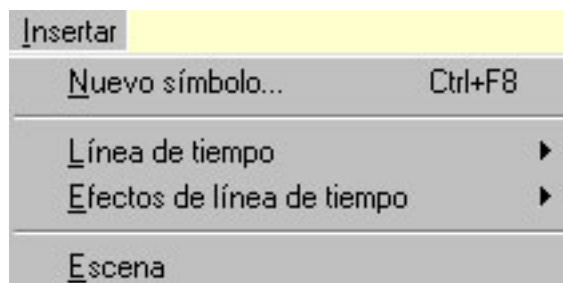 Insertar
Nuevo símbolo... Ctrl+F8
Línea de tiempo
Efectos de línea de tiempo
Escena